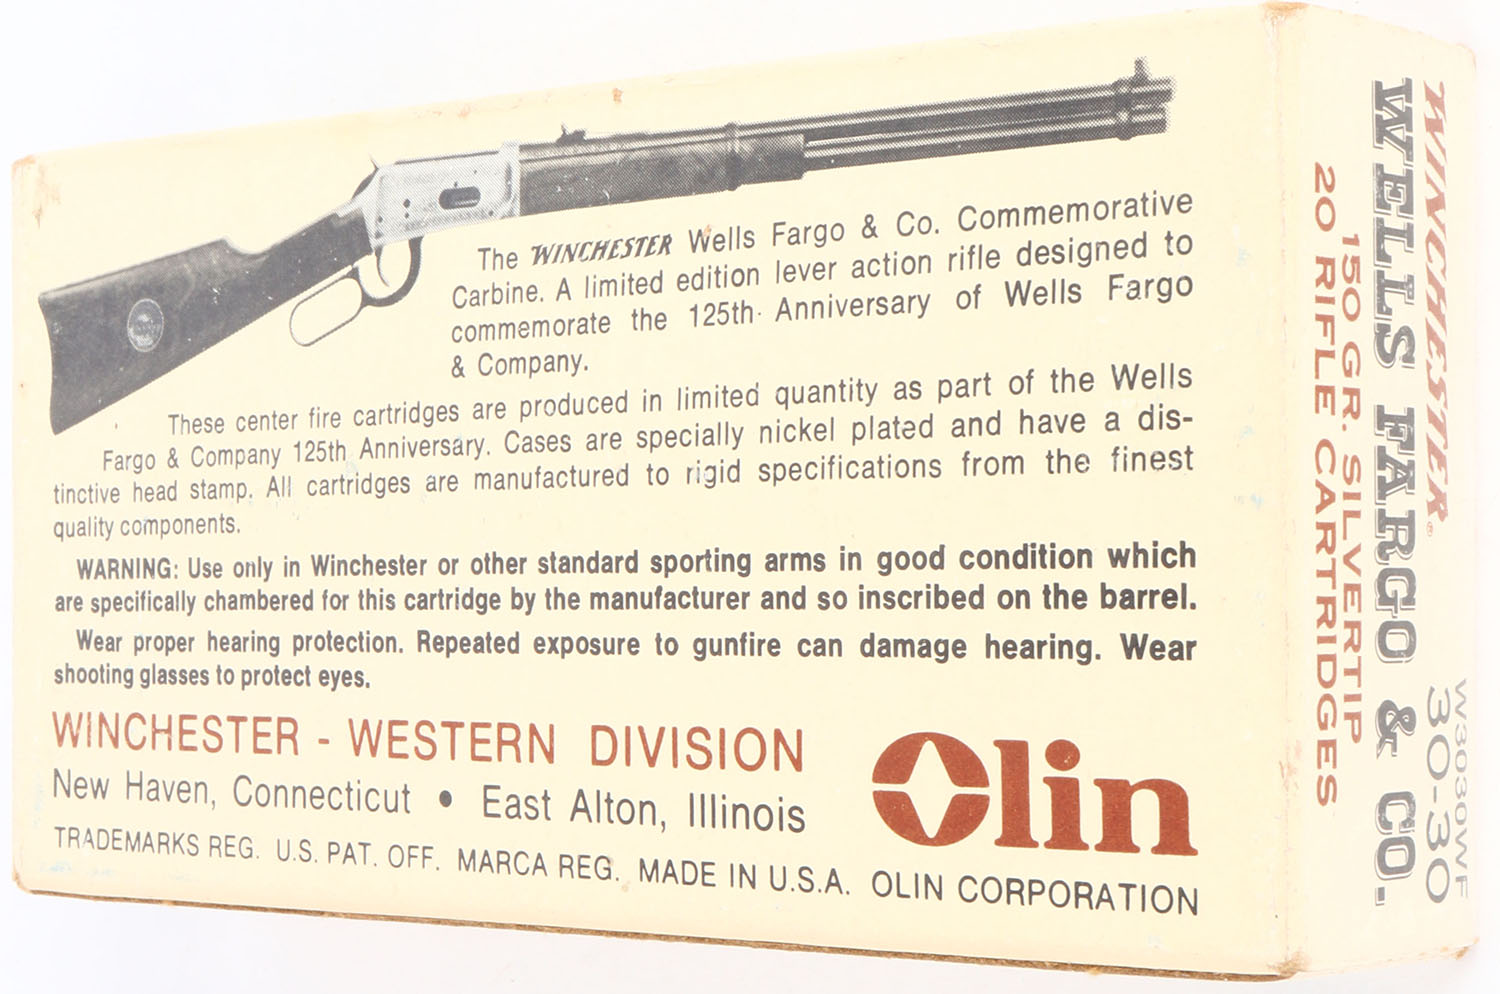 The WINCHESTER Wells Fargo & Co. Commemorative
Carbine. A limited edition lever action rifle designed to
commemorate the 125th Anniversary of Wells Fargo
& Company.
These center fire cartridges are produced in limited quantity as part of the Wells
Fargo & Company 125th Anniversary. Cases are specially nickel plated and have a dis-
tinctive head stamp. All cartridges are manufactured to rigid specifications from the finest
quality components.
WARNING: Use only in Winchester or other standard sporting arms in good condition which
are specifically chambered for this cartridge by the manufacturer and so inscribed on the barrel.
Wear proper hearing protection. Repeated exposure to gunfire can damage hearing. Wear
shooting glasses to protect eyes.
WINCHESTER - WESTERN DIVISION
New Haven, Connecticut • East Alton, Illinois
Olin
TRADEMARKS REG. U.S. PAT. OFF. MARCA REG. MADE IN U.S.A. OLIN CORPORATION
WINCHESTER®
WELLS FARGO & CO.
150 GR. SILVERTIP
20 RIFLE CARTRIDGES
W3030WF
30-30